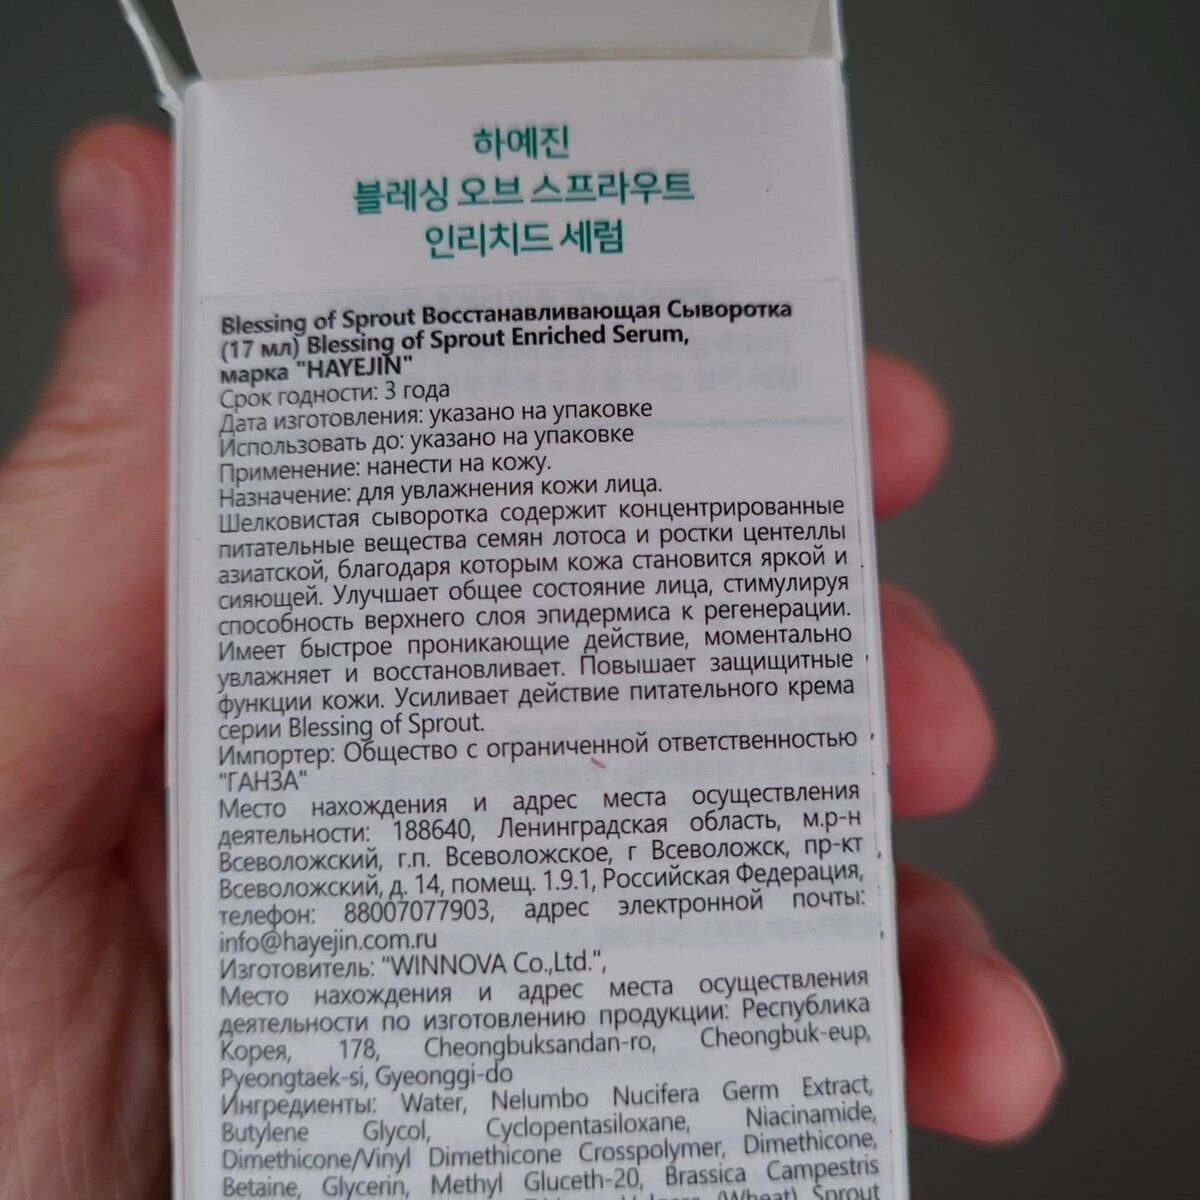 하예진
블레싱 오브 스프라우트
인리치드 세럼
Blessing of Sprout Восстанавливающая Сыворотка
(17 мл) Blessing of Sprout Enriched Serum,
марка "HAYEJIN"
Срок годности: 3 года
Дата изготовления: указано на упаковке
Использовать до: указано на упаковке
Применение: нанести на кожу.
Назначение: для увлажнения кожи лица.
Шелковистая сыворотка содержит концентрированные
питательные вещества семян лотоса и ростки центеллы
азиатской, благодаря которым кожа становится яркой и
сияющей. Улучшает общее состояние лица, стимулируя
способность верхнего слоя эпидермиса к регенерации.
Имеет быстрое проникающие действие, моментально
увлажняет и восстановливает. Повышает защищитные
функции кожи. Усиливает действие питательного крема
серии Blessing of Sprout.
Импортер: Общество с ограниченной ответственностью
"ГАНЗА"
Место нахождения и адрес места осуществления
деятельности: 188640, Ленинградская область, м.р-н
Всеволожский, г.п. Всеволожское, г Всеволожск, пр-кт
Всеволожский, д. 14, помещ. 1.9.1, Российская Федерация,
телефон: 88007077903, адрес электронной почты:
info@hayejin.com.ru
Изготовитель: "WINNOVA Co.,Ltd.",
Место нахождения и адрес места осуществления
деятельности по изготовлению продукции: Республика
Корея, 178, Cheongbuksandan-ro, Cheongbuk-eup,
Pyeongtaek-si, Gyeonggi-do
Ингредиенты: Water, Nelumbo Nucifera Germ Extract,
Butylene Glycol, Cyclopentasiloxane, Niacinamide,
Dimethicone/Vinyl Dimethicone Crosspolymer, Dimethicone,
Betaine, Glycerin, Methyl Gluceth-20, Brassica Campestris
(Wheat) Sprout